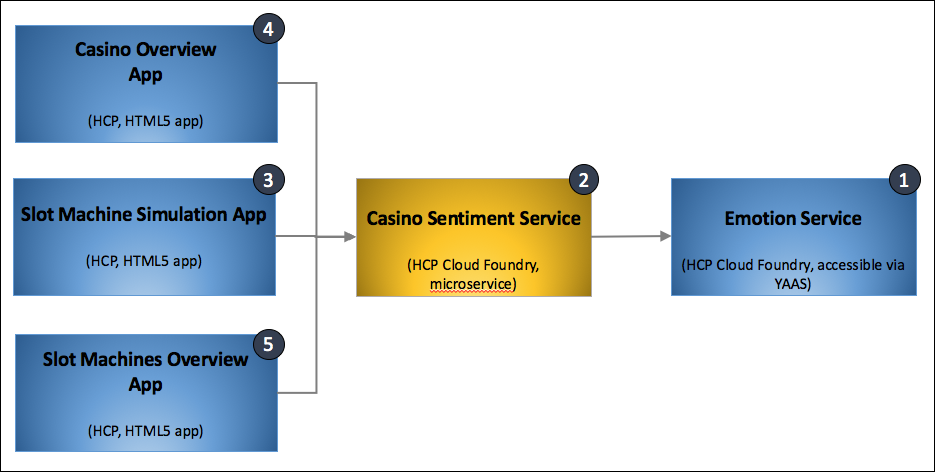 4
Casino Overview
App
(HCP, HTML5 app)
3
Slot Machine Simulation App
(HCP, HTML5 app)
5
Slot Machines Overview
App
(HCP, HTML5 app)
2
Casino Sentiment Service
(HCP Cloud Foundry,
microservice)
1
Emotion Service
(HCP Cloud Foundry, accessible via
YAAS)